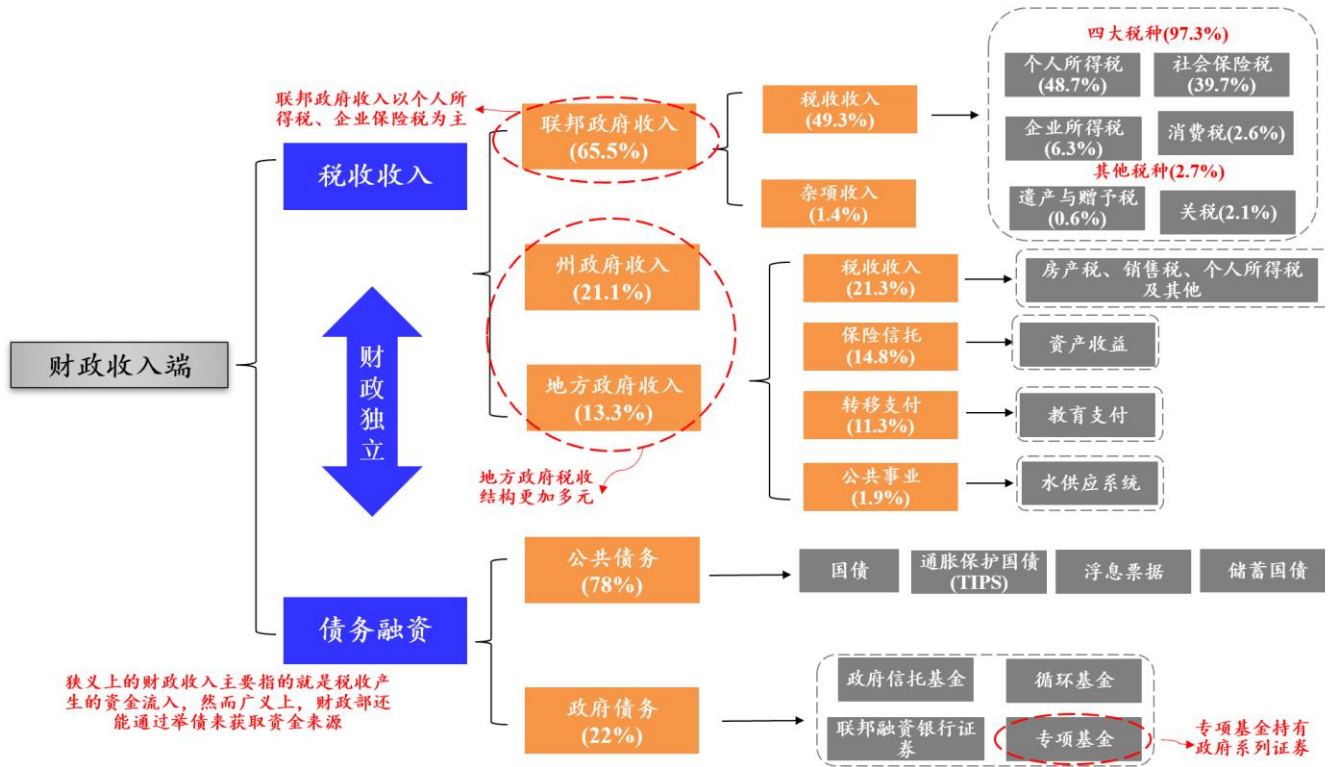 四大税种(97.3%)
个人所得税
(48.7%)
社会保险税
(39.7%)
企业所得税
(6.3%)
消费税(2.6%)
其他税种(2.7%)
遗产与赠予税
(0.6%)
关税(2.1%)
联邦政府收入以个人所
得税、企业保险税为主
联邦政府收入
(65.5%)
税收收入
(49.3%)
杂项收入
(1.4%)
税收收入
州政府收入
(21.1%)
地方政府收入
(13.3%)
税收收入
(21.3%)
房产税、销售税、个人所得税
及其他
保险信托
(14.8%)
资产收益
转移支付
(11.3%)
教育支付
公共事业
(1.9%)
水供应系统
地方政府税收
结构更加多元
财政收入端
财
政
独
立
公共债务
(78%)
国债
通胀保护国债
(TIPS)
浮息票据
储蓄国债
债务融资
政府债务
(22%)
政府信托基金
循环基金
联邦融资银行证
券
专项基金
专项基金持有
政府系列证券
狭义上的财政收入主要指的就是税收产
生的资金流入，然而广义上，财政部还
能通过举债来获取资金来源